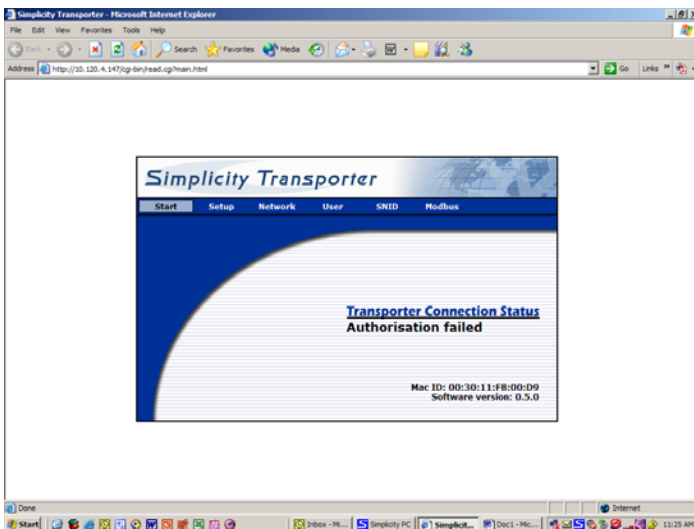 Simplicity Transporter - Microsoft Internet Explorer
File Edit View Favorites Tools Help
Back Search Favorites Media
Address http://10.120.4.147/cgi-bin/read.cgi?main.html Go Links »
Simplicity Transporter
Start Setup Network User SNID Modbus
Transporter Connection Status
Authorisation failed
Mac ID: 00:30:11:FB:00:D9
Software version: 0.5.0
Done Internet
Start Inbox - Mi... Simplicity PC Simplicit... Doc1 - Mic... 11:25 AM